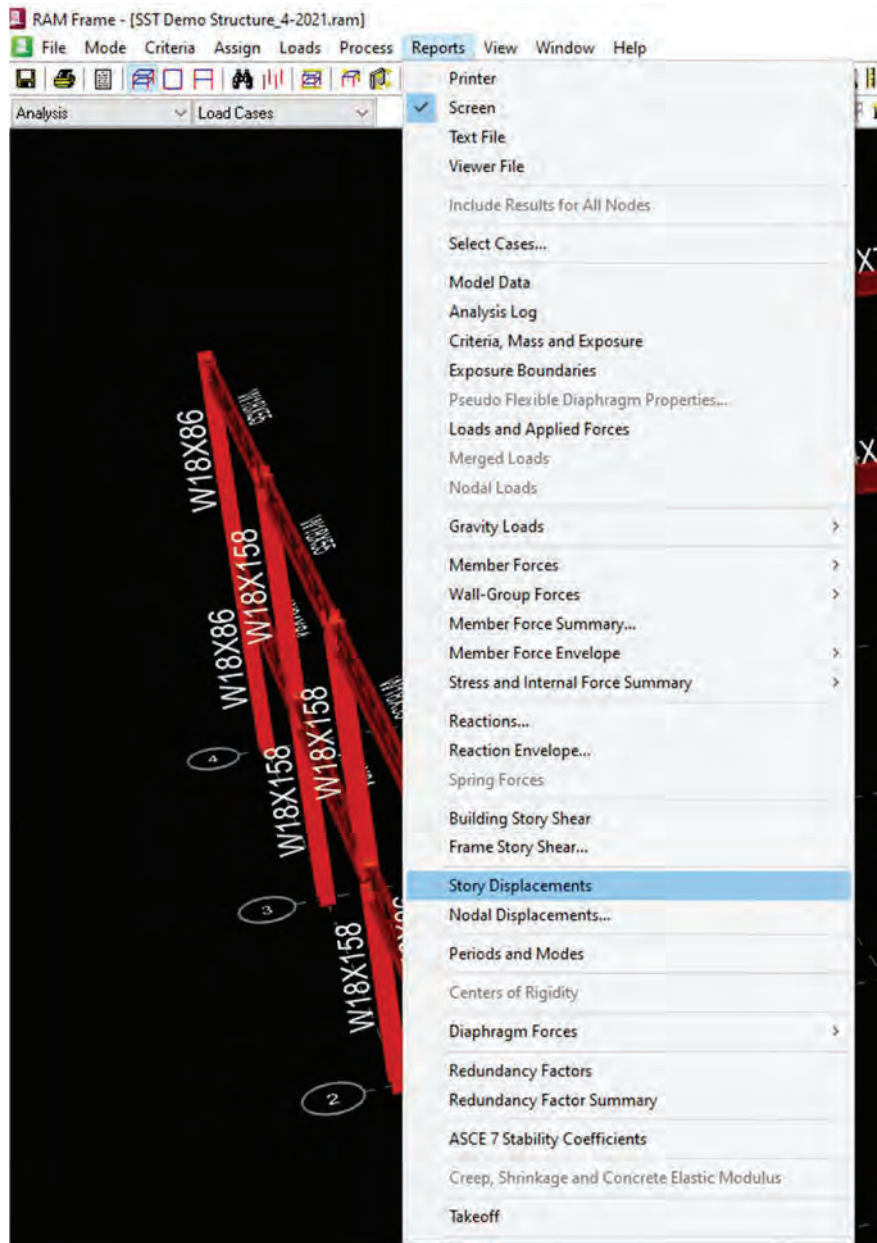 RAM Frame - [SST Demo Structure_4-2021.ram]
File Mode Criteria Assign Loads Process Reports View Window Help
Analysis
Load Cases
Printer
Screen
Text File
Viewer File
Include Results for All Nodes
Select Cases...
Model Data
Analysis Log
Criteria, Mass and Exposure
Exposure Boundaries
Pseudo Flexible Diaphragm Properties...
Loads and Applied Forces
Merged Loads
Nodal Loads
Gravity Loads
Member Forces
Wall-Group Forces
Member Force Summary...
Member Force Envelope
Stress and Internal Force Summary
Reactions...
Reaction Envelope...
Spring Forces
Building Story Shear
Frame Story Shear...
Story Displacements
Nodal Displacements...
Periods and Modes
Centers of Rigidity
Diaphragm Forces
Redundancy Factors
Redundancy Factor Summary
ASCE 7 Stability Coefficients
Creep, Shrinkage and Concrete Elastic Modulus
Takeoff
W18X86
W18X55
W18X158
W18X55
W18X86
W18X158
W18X158
W18X158
4
3
2